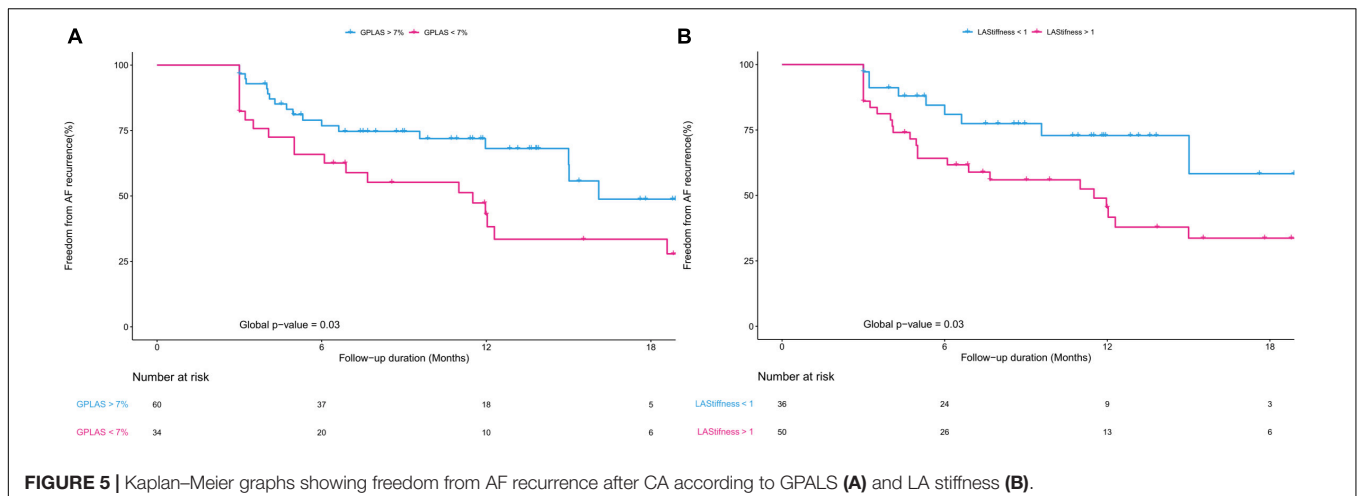 A
GPLAS > 7% GPLAS < 7%
Freedom from AF recurrence(%)
100
75
50
25
0
Global p-value = 0.03
0 6 12 18
Follow-up duration (Months)
Number at risk
GPLAS > 7% 60 37 18 5
GPLAS < 7% 34 20 10 6
B
LAStiffness < 1 LAStifness > 1
Freedom from AF recurrence(%)
100
75
50
25
0
Global p-value = 0.03
0 6 12 18
Follow-up duration (Months)
Number at risk
LAStiffness < 1 36 24 9 3
LAStifness > 1 50 26 13 6
FIGURE 5 | Kaplan–Meier graphs showing freedom from AF recurrence after CA according to GPALS (A) and LA stiffness (B).